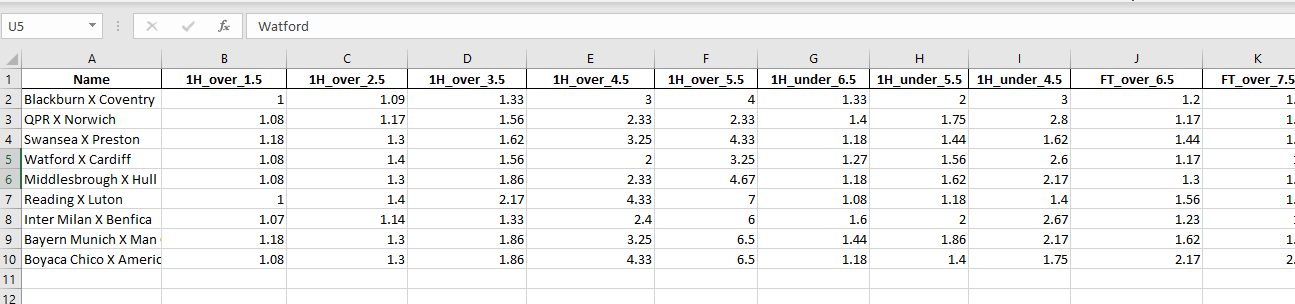 U5 fx Watford
A B C D E F G H I J K
1 Name 1H_over_1.5 1H_over_2.5 1H_over_3.5 1H_over_4.5 1H_over_5.5 1H_under_6.5 1H_under_5.5 1H_under_4.5 FT_over_6.5 FT_over_7.5
2 Blackburn X Coventry 1 1.09 1.33 3 4 1.33 2 3 1.2 1.
3 QPR X Norwich 1.08 1.17 1.56 2.33 2.33 1.4 1.75 2.8 1.17 1.
4 Swansea X Preston 1.18 1.3 1.62 3.25 4.33 1.18 1.44 1.62 1.44 1.
5 Watford X Cardiff 1.08 1.4 1.56 2 3.25 1.27 1.56 2.6 1.17
6 Middlesbrough X Hull 1.08 1.3 1.86 2.33 4.67 1.18 1.62 2.17 1.3 1.
7 Reading X Luton 1 1.4 2.17 4.33 7 1.08 1.18 1.4 1.56 1.
8 Inter Milan X Benfica 1.07 1.14 1.33 2.4 6 1.6 2 2.67 1.23
9 Bayern Munich X Man 1.18 1.3 1.86 3.25 6.5 1.44 1.86 2.17 1.62 1.
10 Boyaca Chico X Americ 1.08 1.3 1.86 4.33 6.5 1.18 1.4 1.75 2.17 2.
11
12